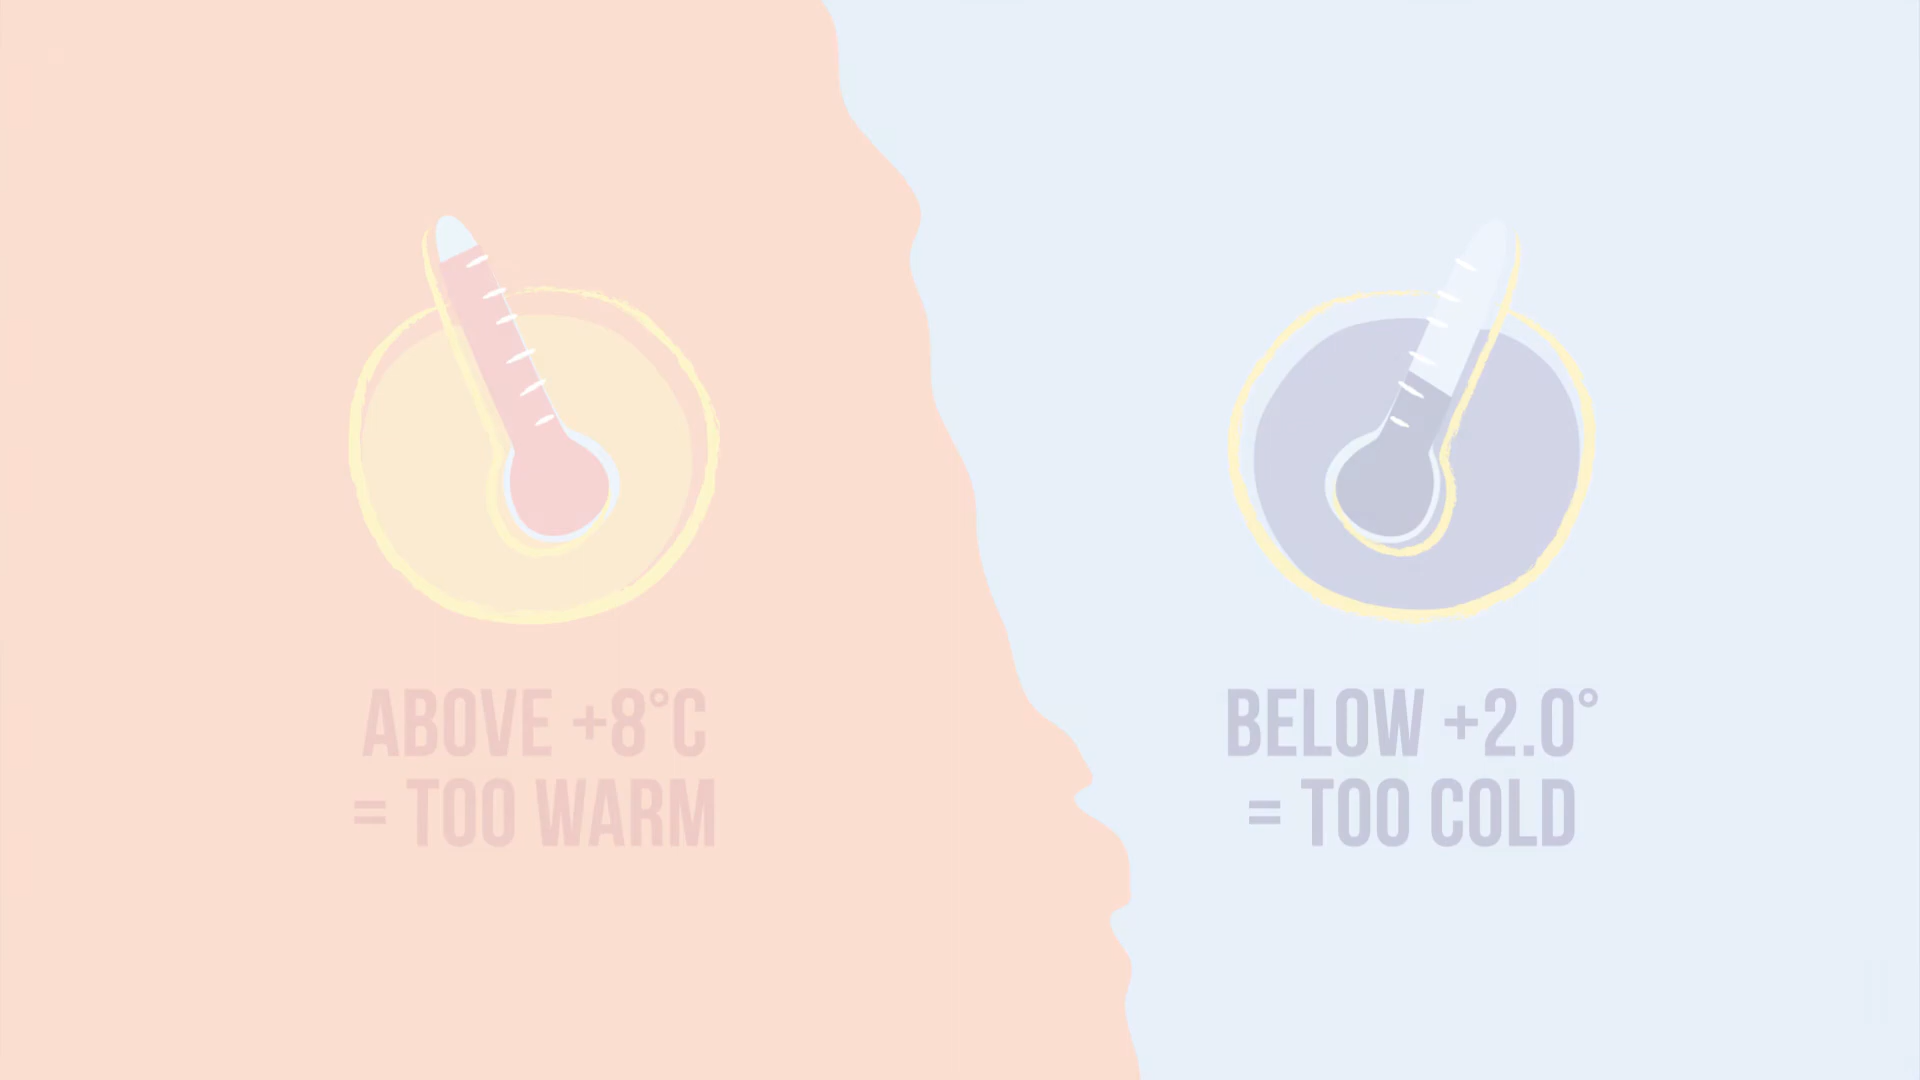 ABOVE +8°C
= TOO WARM
BELOW +2.0°
= TOO COLD